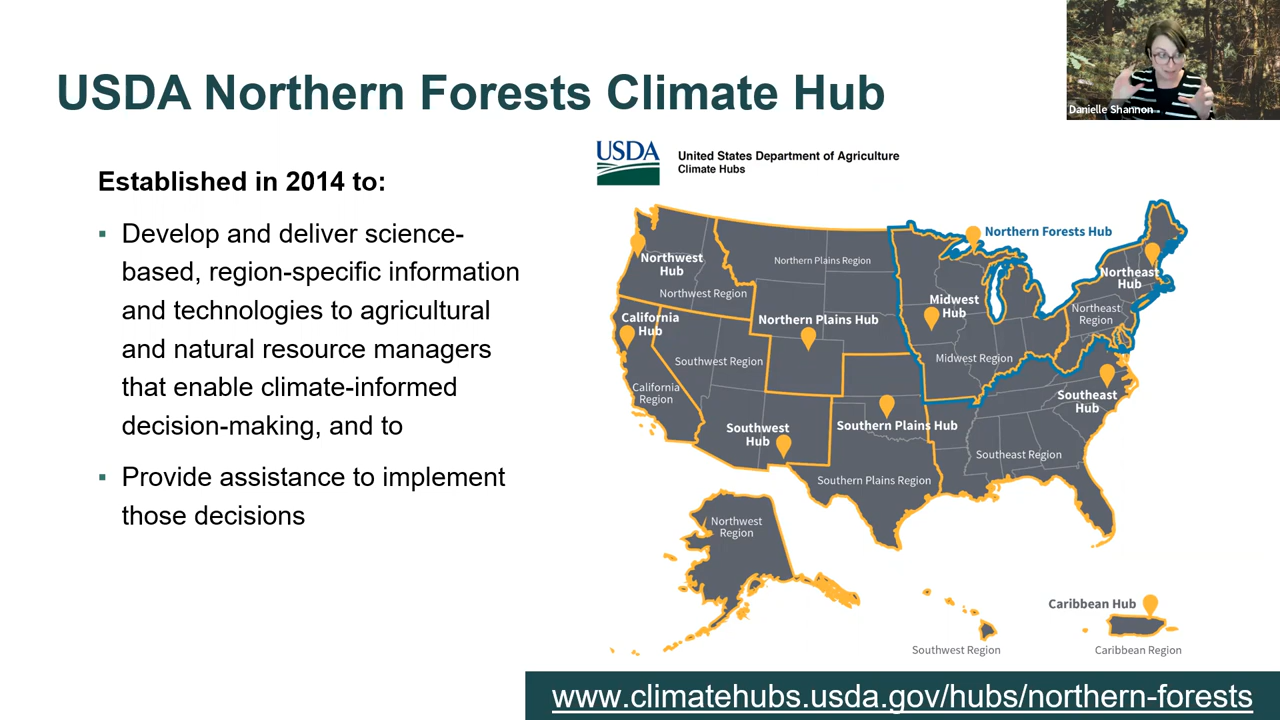 USDA Northern Forests Climate Hub
Danielle Shannon
Established in 2014 to:
▪ Develop and deliver science-
based, region-specific information
and technologies to agricultural
and natural resource managers
that enable climate-informed
decision-making, and to
▪ Provide assistance to implement
those decisions
USDA
United States Department of Agriculture
Climate Hubs
Northern Forests Hub
Northwest
Hub
Northern Plains Region
Northeast
Hub
Northwest Region
Midwest
Hub
California
Hub
Northern Plains Hub
Northeast
Region
Southwest Region
Midwest Region
California
Region
Southeast
Hub
Southwest
Hub
Southern Plains Hub
Southeast Region
Southern Plains Region
Northwest
Region
Caribbean Hub
Southwest Region
Caribbean Region
www.climatehubs.usda.gov/hubs/northern-forests